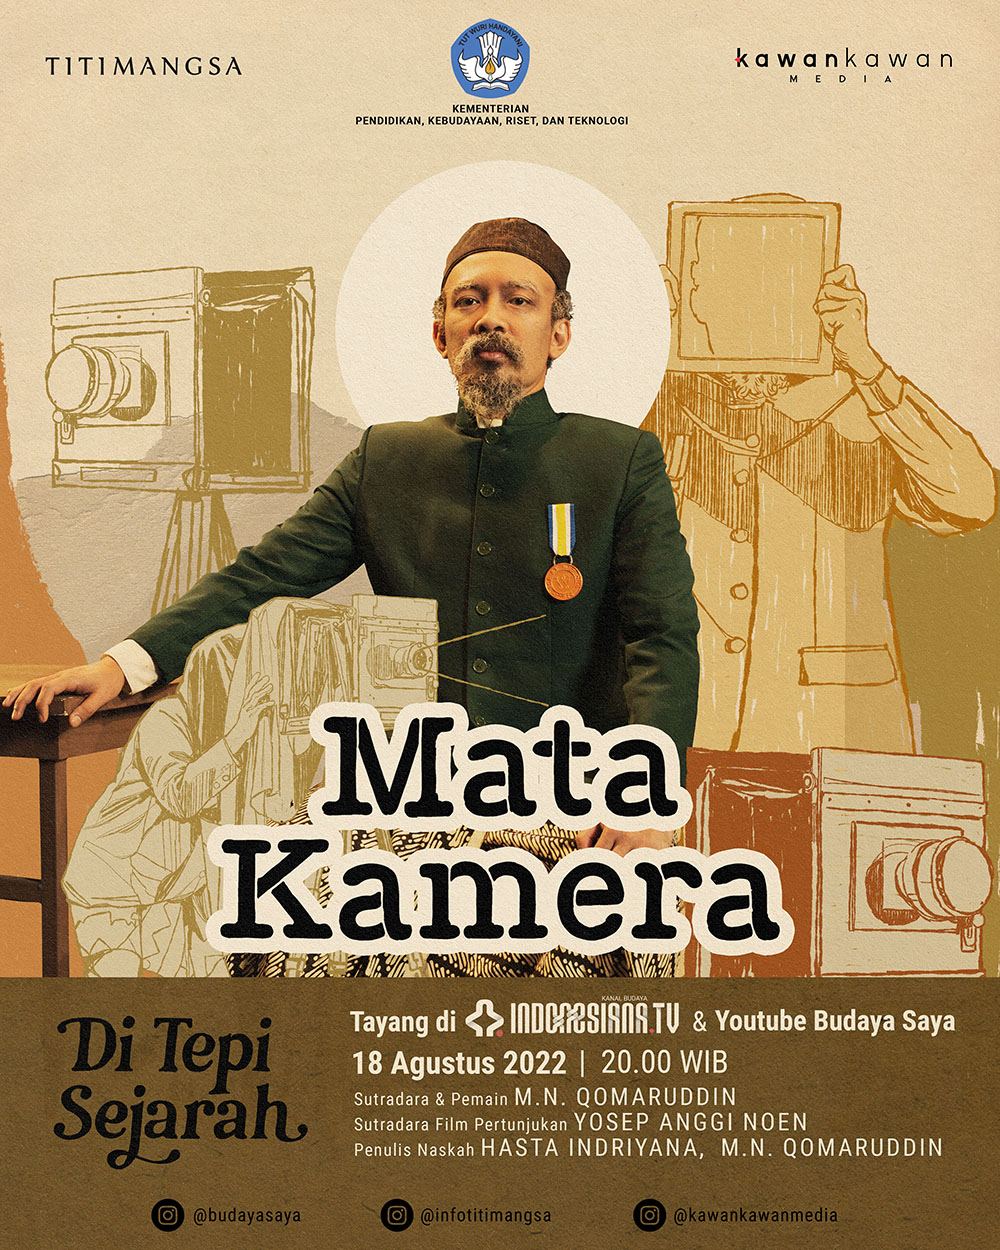 TITIMANGSA
TUT WURI HANDAYANI
KEMENTERIAN
PENDIDIKAN, KEBUDAYAAN, RISET, DAN TEKNOLOGI
kawankawan
MEDIA
Mata
Kamera
Di Tepi
Sejarah
KANAL BUDAYA
Tayang di INDONESIANA.TV & Youtube Budaya Saya
18 Agustus 2022 | 20.00 WIB
Sutradara & Pemain M.N. QOMARUDDIN
Sutradara Film Pertunjukan YOSEP ANGGI NOEN
Penulis Naskah HASTA INDRIYANA, M.N. QOMARUDDIN
@budayasaya
@infotitimangsa
@kawankawanmedia